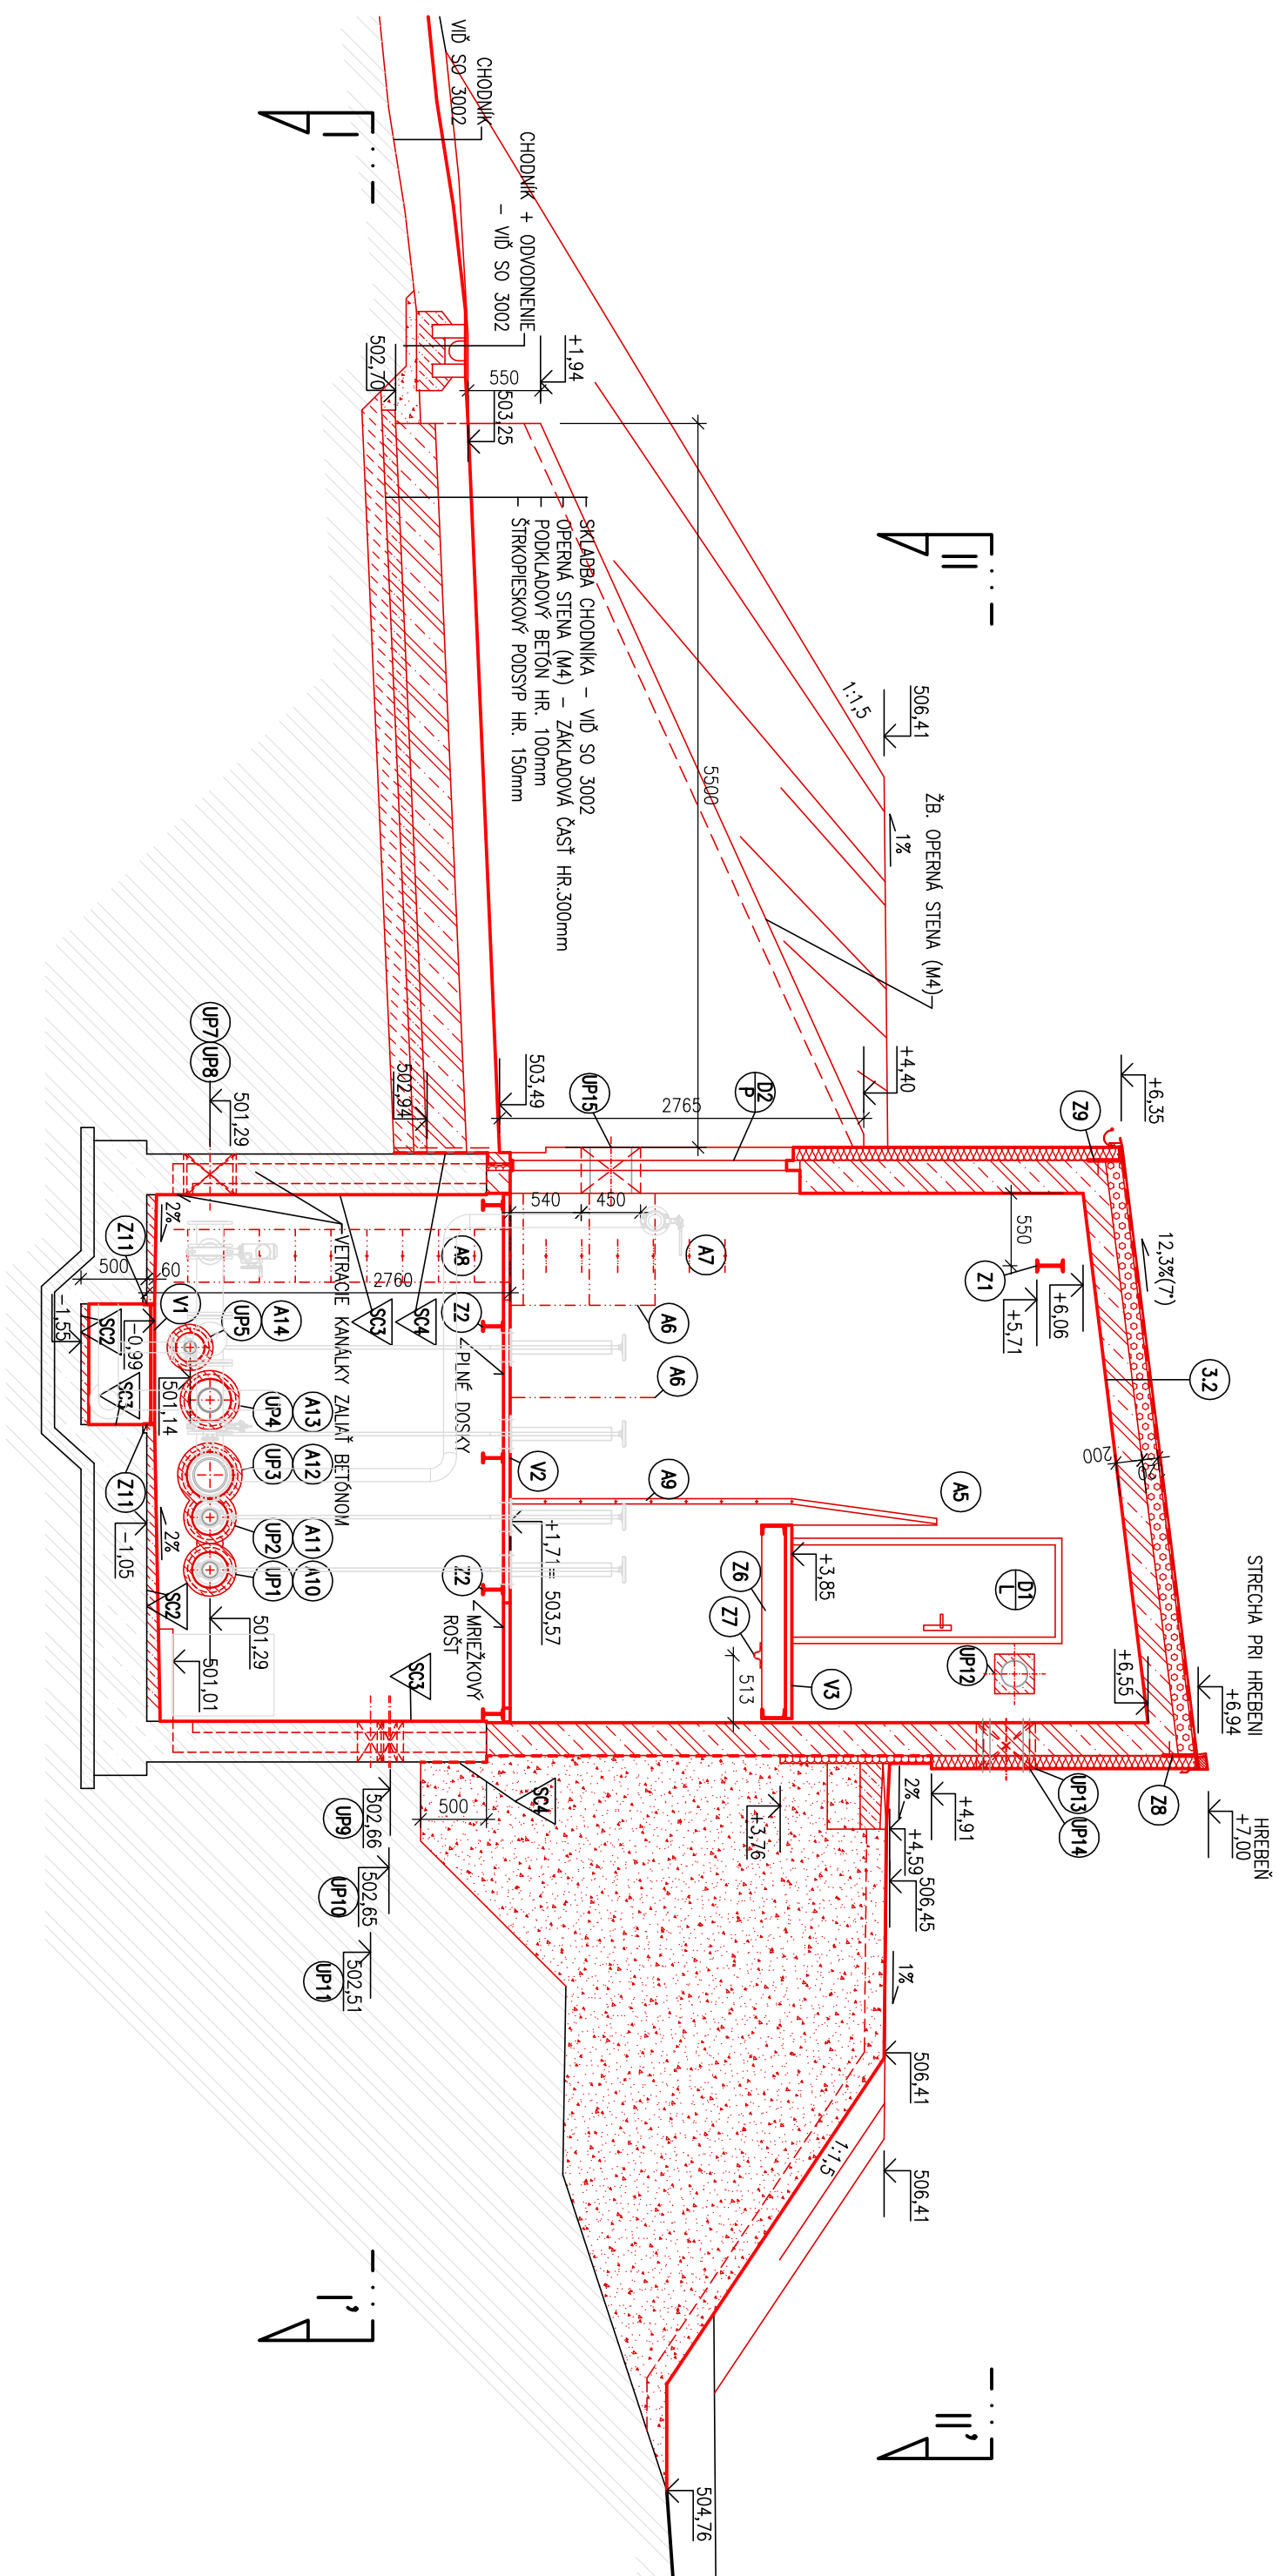 CHODNÍK
VIĎ SO 3002
CHODNÍK + ODVODNENIE
- VIĎ SO 3002
I
II
+1,94
550
503,25
502,70
SKLADBA CHODNÍKA - VIĎ SO 3002
OPERNÁ STENA (M4) - ZÁKLADOVÁ ČASŤ HR.300mm
PODKLADOVÝ BETÓN HR. 100mm
ŠTRKOPIESKOVÝ PODSYP HR. 150mm
5500
1:1,5
506,41
1%
ŽB. OPERNÁ STENA (M4)
+4,40
2765
503,49
502,94
UP15
D2
P
UP7
UP8
501,29
+6,35
Z9
12,3%(7°)
550
Z1
+6,06
+5,71
3.2
200
540
450
A7
A8
A6
A6
2760
2%
Z11
500
60
V1
-1,55
SC2
-0,99
SC3
501,14
Z11
-1,05
2%
SC2
UP5
A14
UP4
A13
UP3
A12
UP2
A11
UP1
A10
VETRACIE KANÁLKY ZALIAŤ BETÓNOM
SC3
SC4
Z2
PLNÉ DOSKY
V2
A9
A5
+1,71= 503,57
Z2
MRIEŽKOVÝ
ROŠT
+3,85
Z6
Z7
513
V3
D1
L
UP12
501,29
501,01
SC3
STRECHA PRI HREBENI
+6,94
+6,55
HREBEŇ
+7,00
Z8
UP13
UP14
2%
+4,91
+4,59
506,45
+3,76
SC4
500
502,66
UP9
502,65
UP10
502,51
UP11
1%
506,41
506,41
1:1,5
504,76
I'
II'